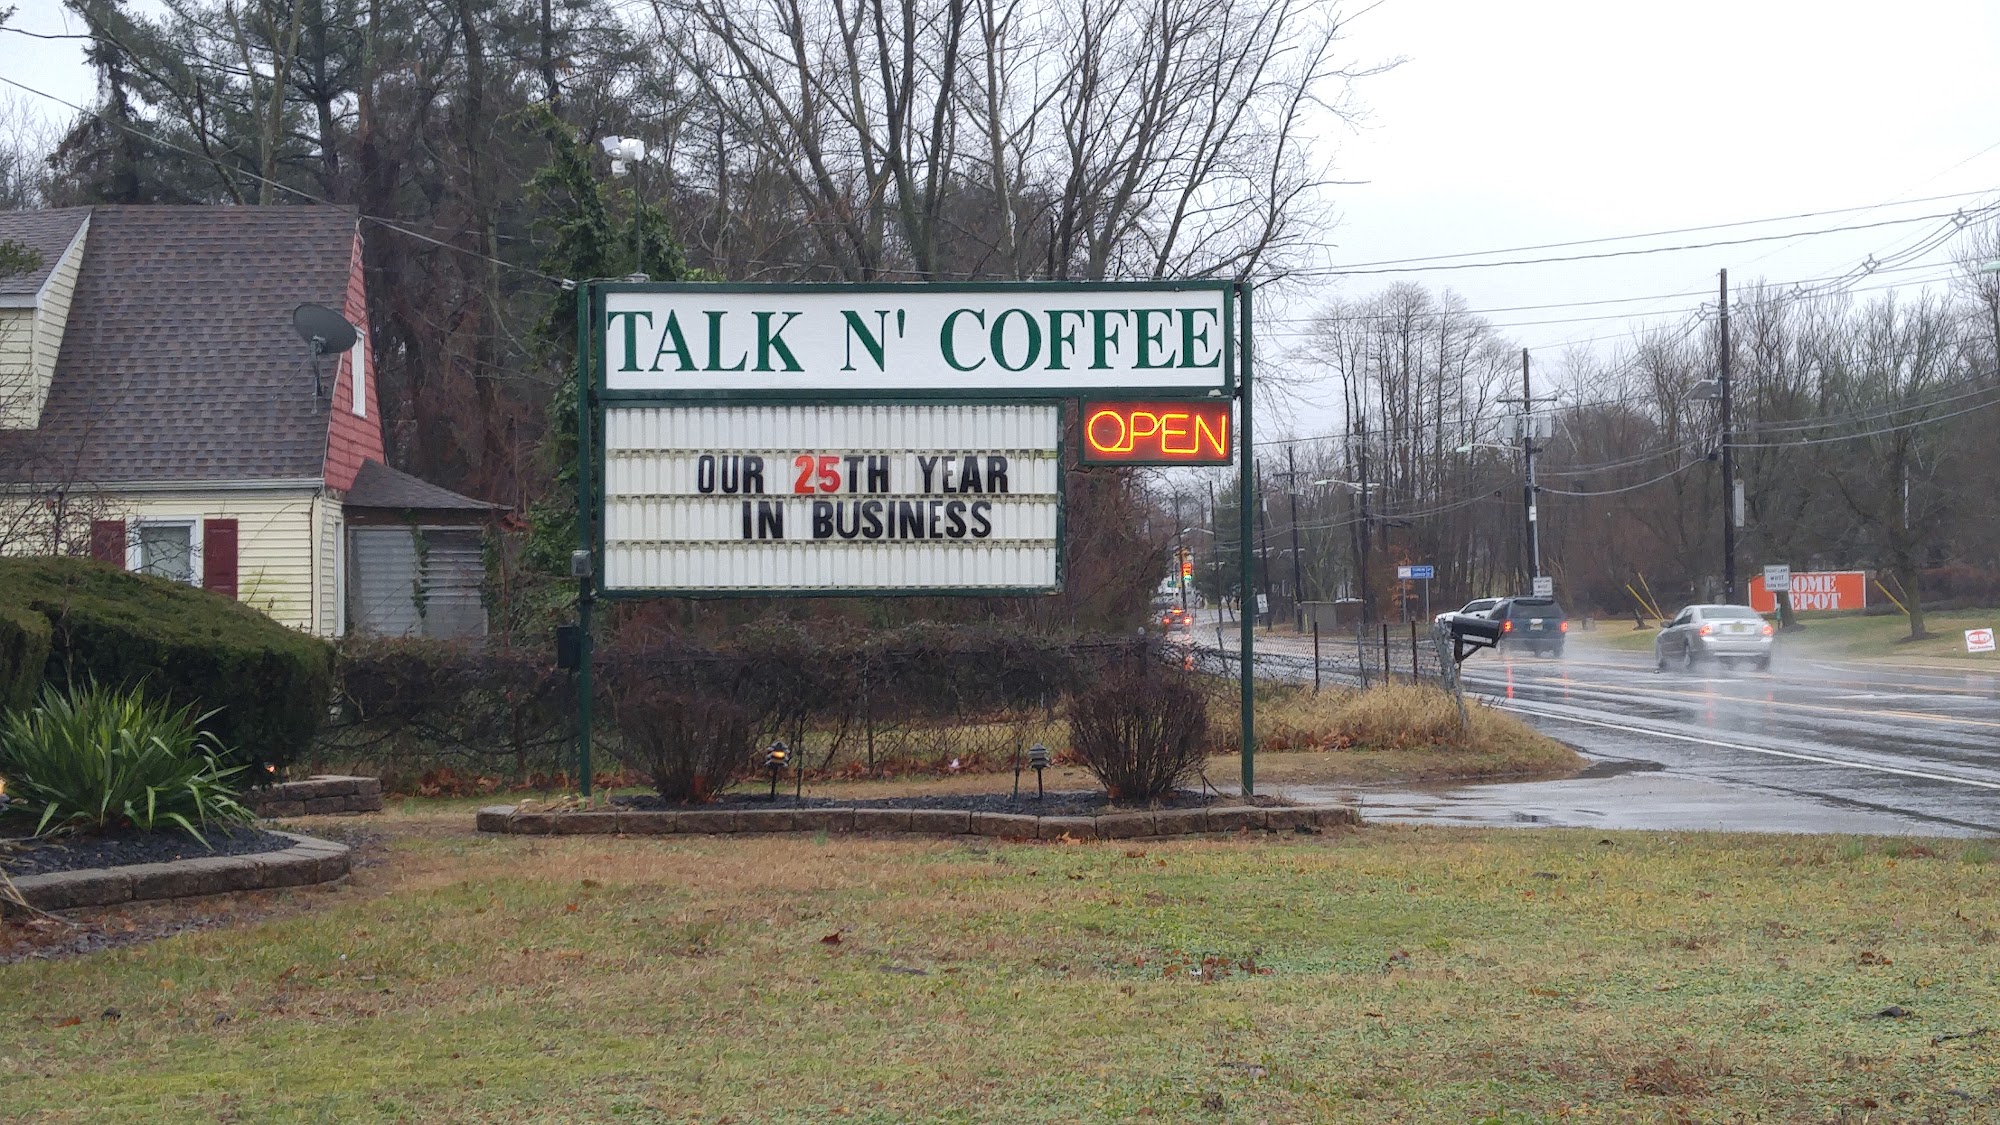 TALK N' COFFEE
OPEN
OUR 25TH YEAR
IN BUSINESS
HOME
DEPOT